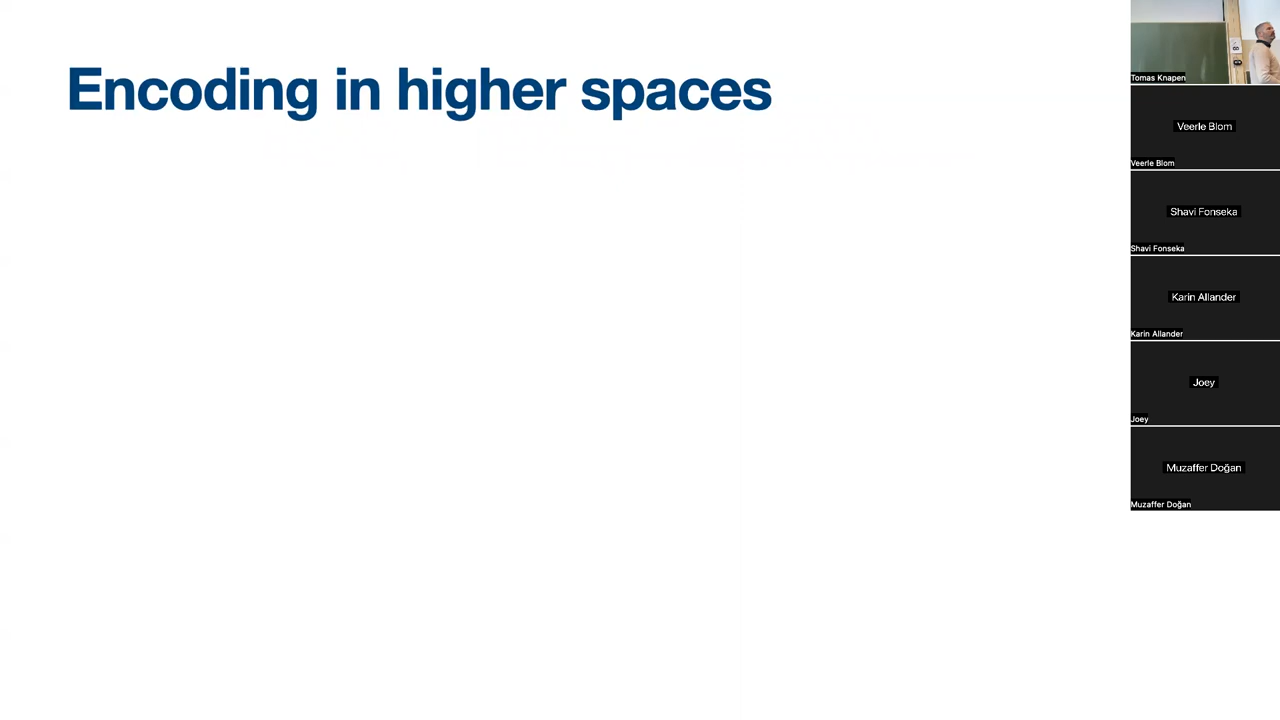 Encoding in higher spaces
Tomas Knapen
Veerle Blom
Veerle Blom
Shavi Fonseka
Shavi Fonseka
Karin Allander
Karin Allander
Joey
Joey
Muzaffer Doğan
Muzaffer Doğan